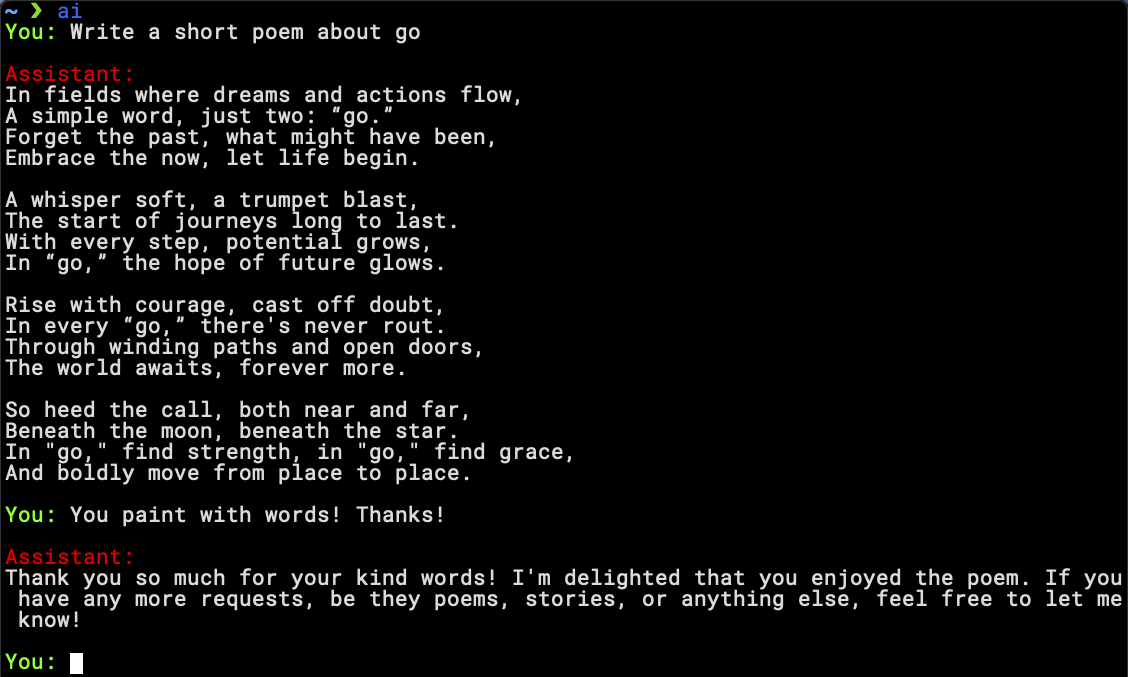 ~ ❯ ai
You: Write a short poem about go
Assistant:
In fields where dreams and actions flow,
A simple word, just two: “go.”
Forget the past, what might have been,
Embrace the now, let life begin.
A whisper soft, a trumpet blast,
The start of journeys long to last.
With every step, potential grows,
In “go,” the hope of future glows.
Rise with courage, cast off doubt,
In every “go,” there's never rout.
Through winding paths and open doors,
The world awaits, forever more.
So heed the call, both near and far,
Beneath the moon, beneath the star.
In "go," find strength, in "go," find grace,
And boldly move from place to place.
You: You paint with words! Thanks!
Assistant:
Thank you so much for your kind words! I'm delighted that you enjoyed the poem. If you
have any more requests, be they poems, stories, or anything else, feel free to let me
know!
You: